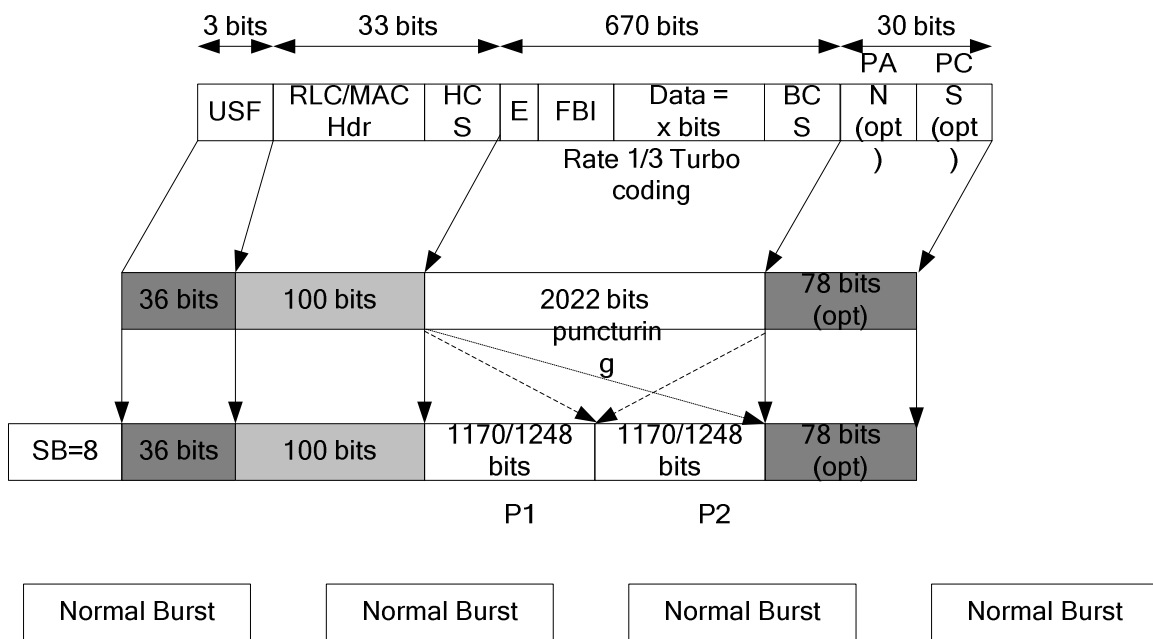 3 bits
33 bits
670 bits
30 bits
USF
RLC/MAC
Hdr
HC
S
E
FBI
Data =
x bits
BC
S
PA
N
(opt
)
PC
S
(opt
)
Rate 1/3 Turbo
coding
36 bits
100 bits
2022 bits
78 bits
(opt)
puncturin
g
SB=8
36 bits
100 bits
1170/1248
bits
1170/1248
bits
78 bits
(opt)
P1
P2
Normal Burst
Normal Burst
Normal Burst
Normal Burst